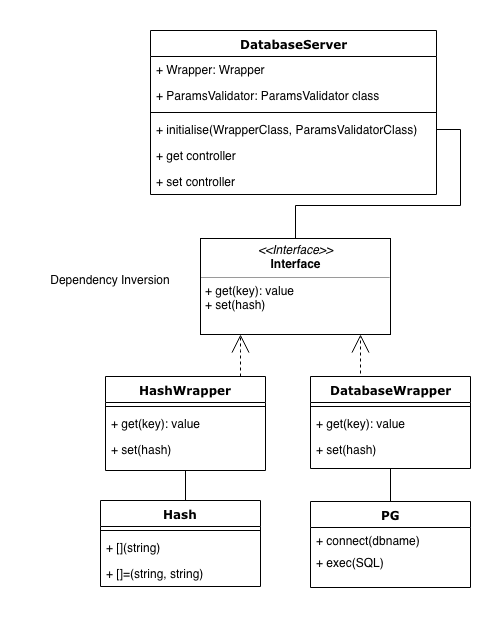 DatabaseServer
+ Wrapper: Wrapper
+ ParamsValidator: ParamsValidator class
+ initialise(WrapperClass, ParamsValidatorClass)
+ get controller
+ set controller
<<Interface>>
Interface
Dependency Inversion
+ get(key): value
+ set(hash)
HashWrapper
+ get(key): value
+ set(hash)
DatabaseWrapper
+ get(key): value
+ set(hash)
Hash
+ [](string)
+ []=(string, string)
PG
+ connect(dbname)
+ exec(SQL)